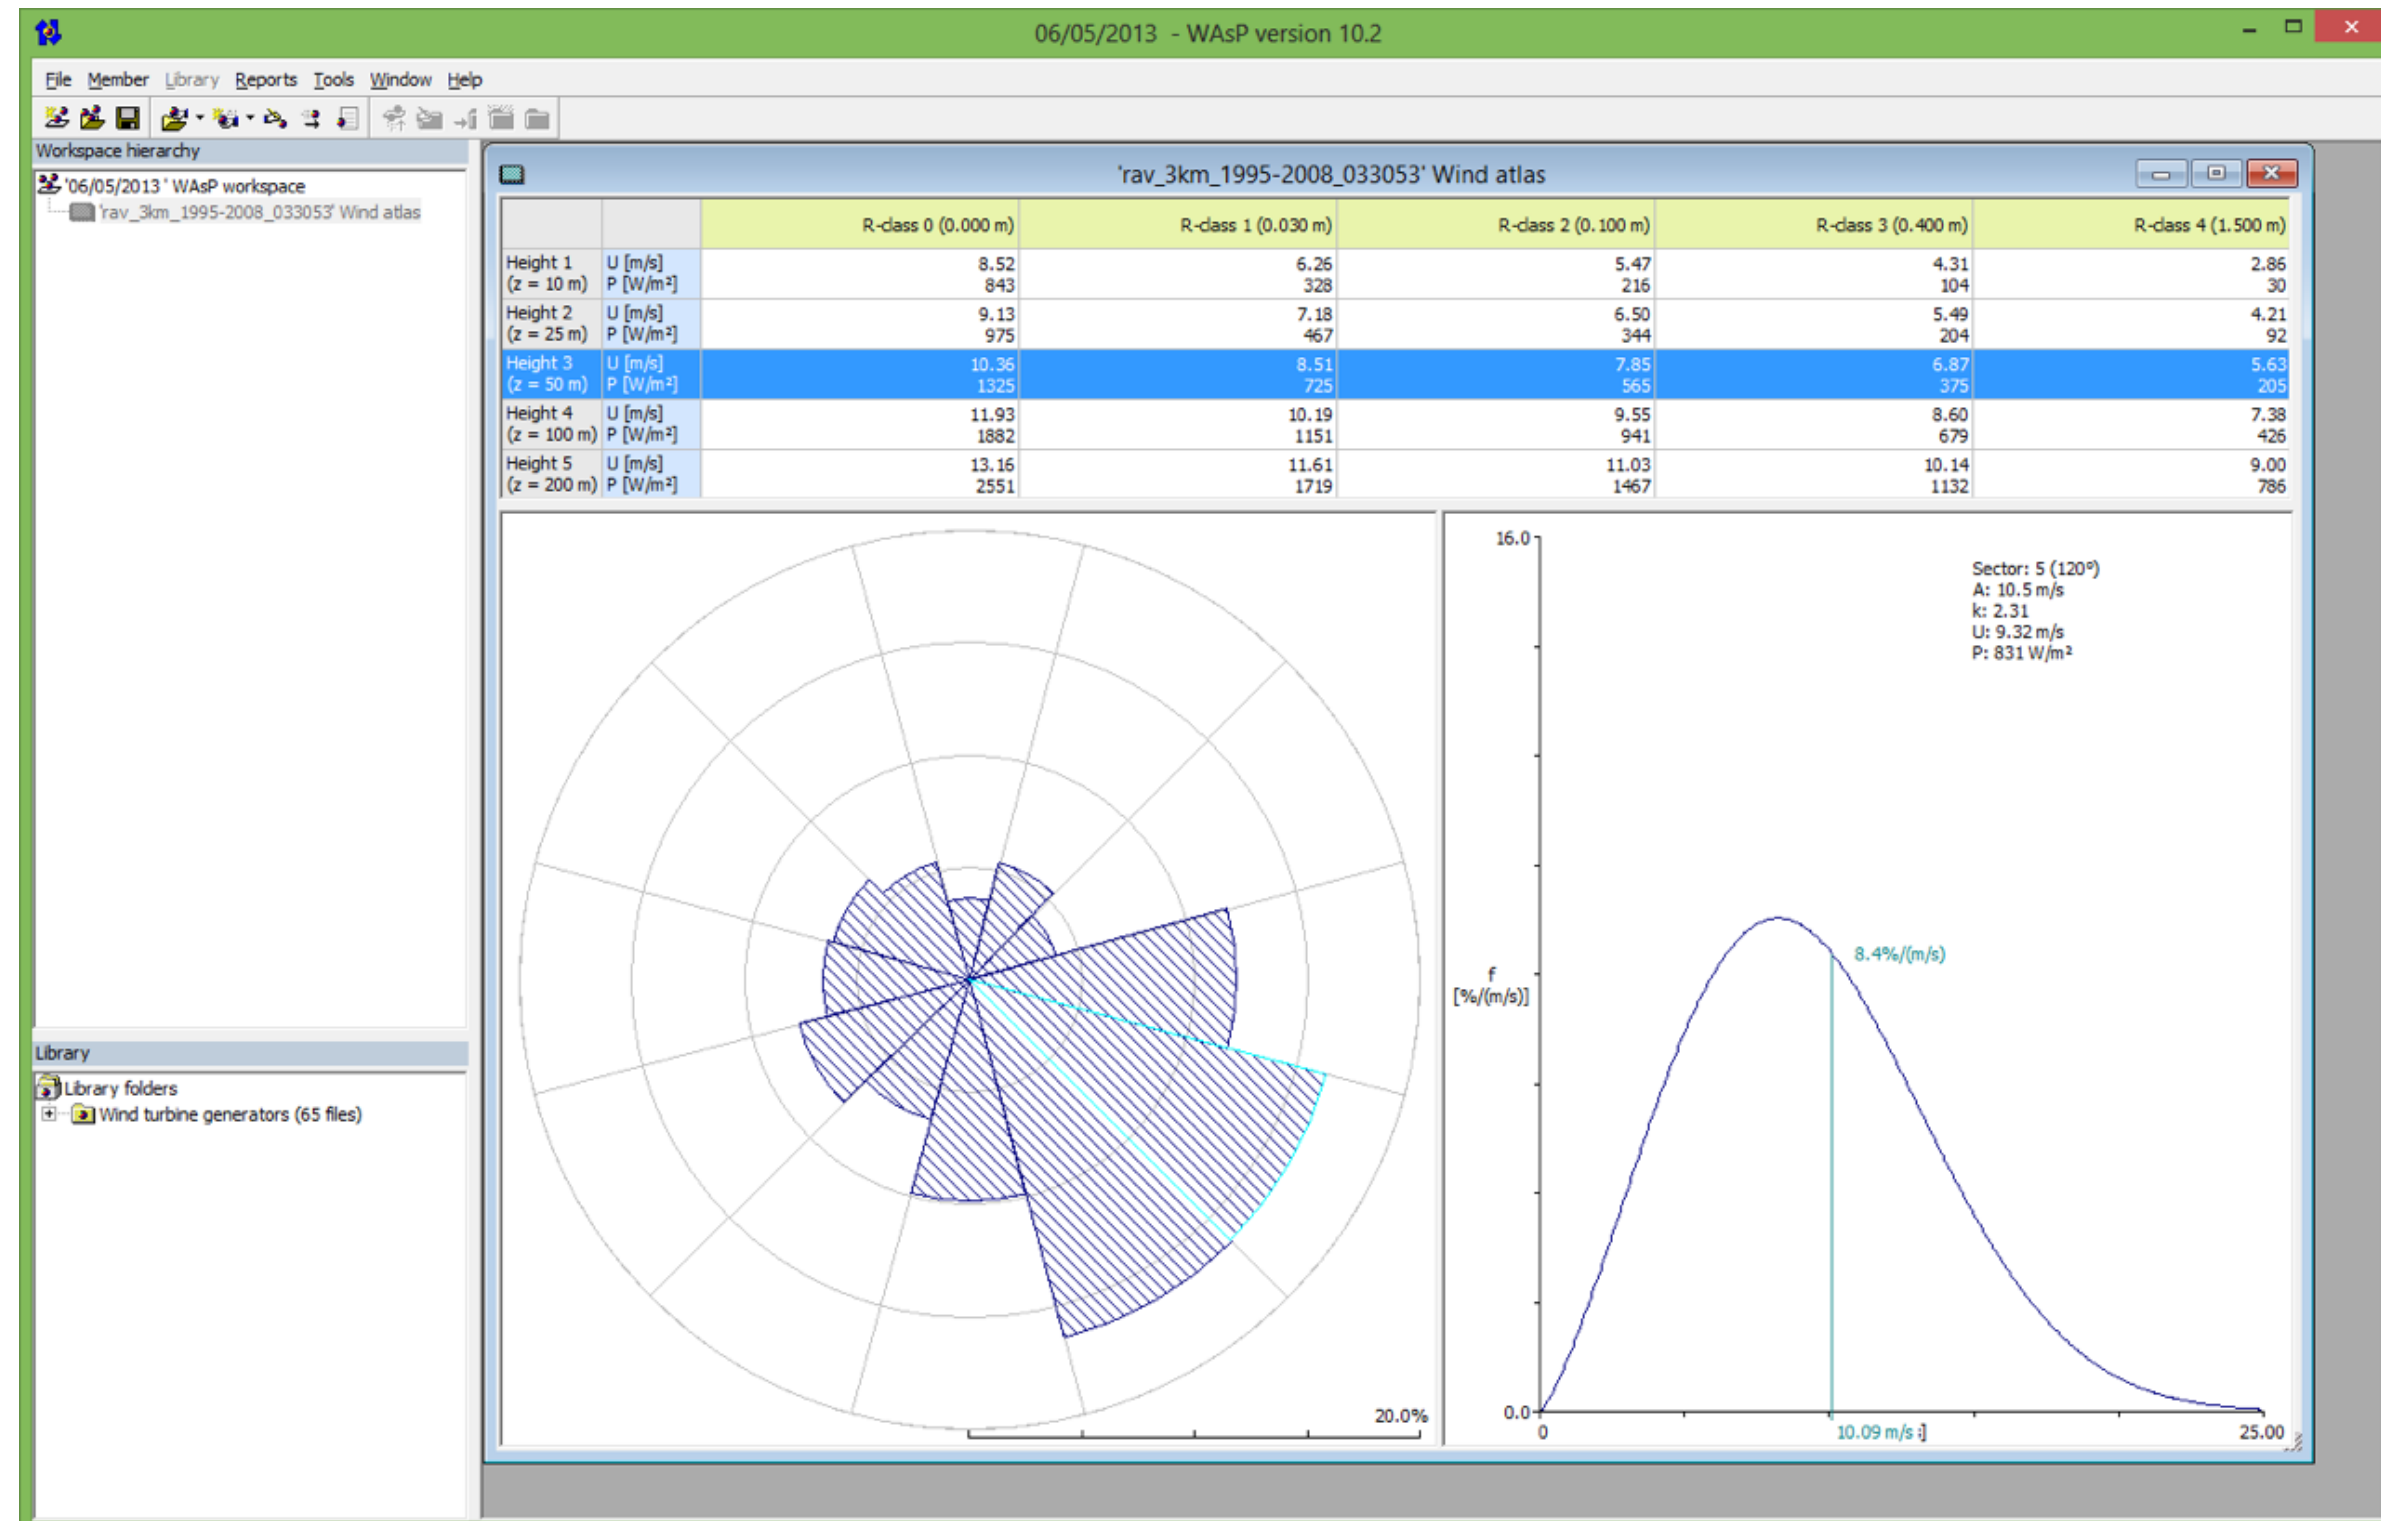 06/05/2013 - WAsP version 10.2
File Member Library Reports Tools Window Help
Workspace hierarchy
'06/05/2013 ' WAsP workspace
'rav_3km_1995-2008_033053' Wind atlas
'rav_3km_1995-2008_033053' Wind atlas
R-class 0 (0.000 m) R-class 1 (0.030 m) R-class 2 (0.100 m) R-class 3 (0.400 m) R-class 4 (1.500 m)
Height 1 U [m/s] 8.52 6.26 5.47 4.31 2.86
(z = 10 m) P [W/m²] 843 328 216 104 30
Height 2 U [m/s] 9.13 7.18 6.50 5.49 4.21
(z = 25 m) P [W/m²] 975 467 344 204 92
Height 3 U [m/s] 10.36 8.51 7.85 6.87 5.63
(z = 50 m) P [W/m²] 1325 725 565 375 205
Height 4 U [m/s] 11.93 10.19 9.55 8.60 7.38
(z = 100 m) P [W/m²] 1882 1151 941 679 426
Height 5 U [m/s] 13.16 11.61 11.03 10.14 9.00
(z = 200 m) P [W/m²] 2551 1719 1467 1132 786
20.0%
16.0
Sector: 5 (120°)
A: 10.5 m/s
k: 2.31
U: 9.32 m/s
P: 831 W/m²
8.4%/(m/s)
f
[%/(m/s)]
0.0
0 10.09 m/s ] 25.00
Library
Library folders
Wind turbine generators (65 files)